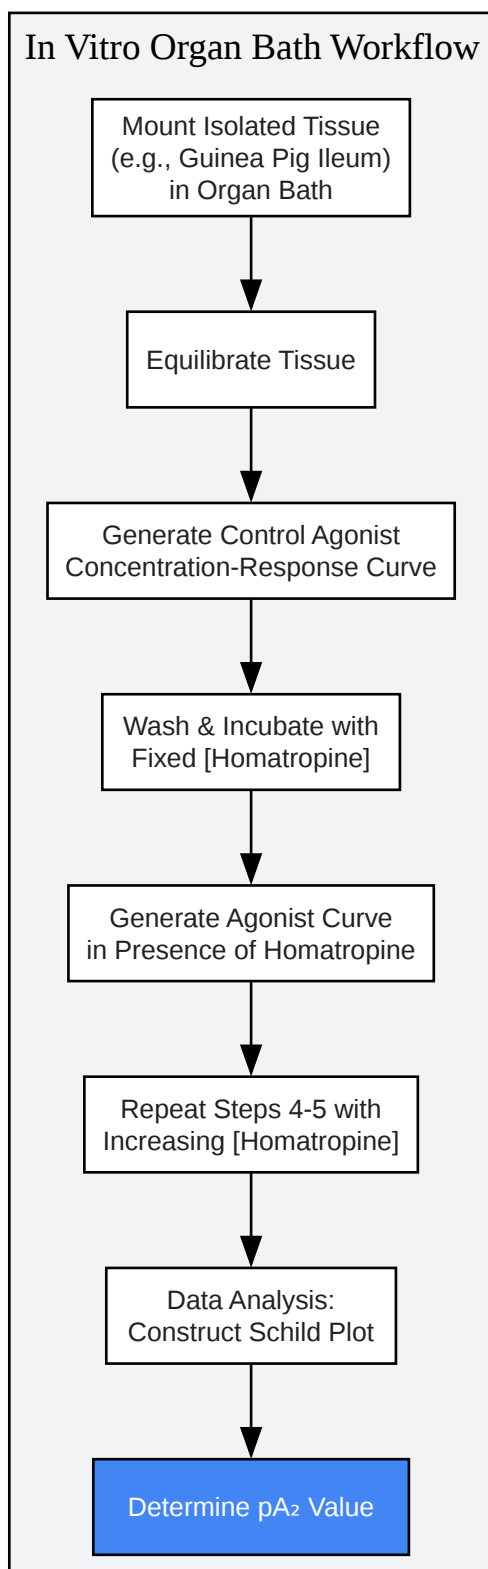 In Vitro Organ Bath Workflow
Mount Isolated Tissue
(e.g., Guinea Pig Ileum)
in Organ Bath
Equilibrate Tissue
Generate Control Agonist
Concentration-Response Curve
Wash & Incubate with
Fixed [Homatropine]
Generate Agonist Curve
in Presence of Homatropine
Repeat Steps 4-5 with
Increasing [Homatropine]
Data Analysis:
Construct Schild Plot
Determine pA₂ Value